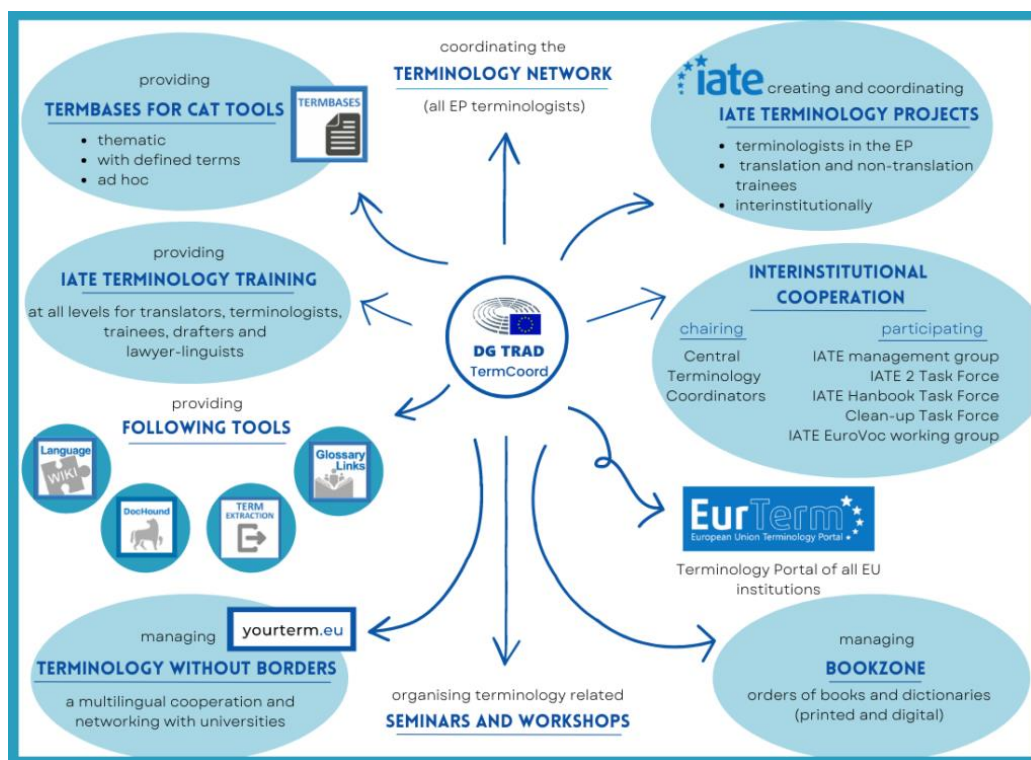 providing
TERMBASES FOR CAT TOOLS
• thematic
• with defined terms
• ad hoc
TERMBASES
coordinating the
TERMINOLOGY NETWORK
(all EP terminologists)
iate creating and coordinating
IATE TERMINOLOGY PROJECTS
• terminologists in the EP
• translation and non-translation
trainees
• interinstitutionally
providing
IATE TERMINOLOGY TRAINING
at all levels for translators, terminologists,
trainees, drafters and
lawyer-linguists
DG TRAD
TermCoord
INTERINSTITUTIONAL
COOPERATION
chairing
Central
Terminology
Coordinators
participating
IATE management group
IATE 2 Task Force
IATE Hanbook Task Force
Clean-up Task Force
IATE EuroVoc working group
providing
FOLLOWING TOOLS
Language
WIKI
DocHound
TERM
EXTRACTION
Glossary
Links
EurTerm
European Union Terminology Portal
Terminology Portal of all EU
institutions
managing
yourterm.eu
TERMINOLOGY WITHOUT BORDERS
a multilingual cooperation and
networking with universities
organising terminology related
SEMINARS AND WORKSHOPS
managing
BOOKZONE
orders of books and dictionaries
(printed and digital)